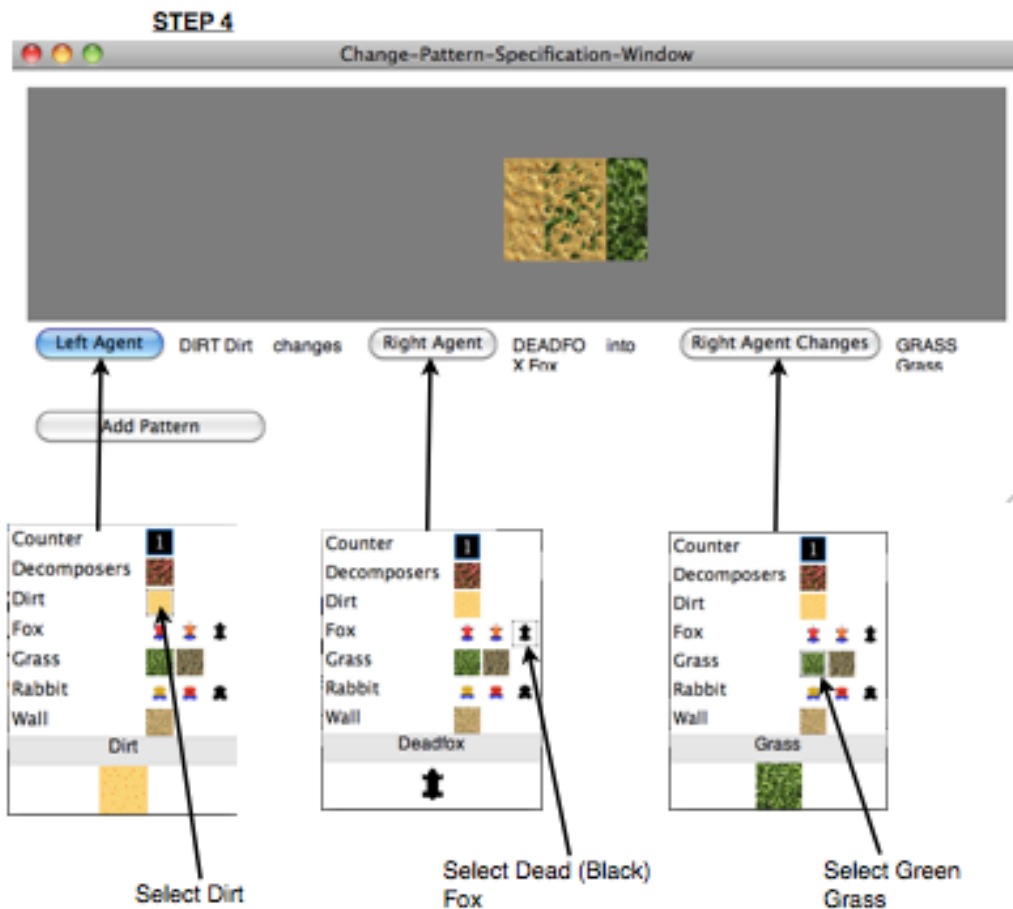 STEP 4
Change-Pattern-Specification-Window
Left Agent DIRT Dirt changes Right Agent DEADFO into Right Agent Changes GRASS
X Fox Grass
Add Pattern
Counter 1
Decomposers
Dirt
Fox
Grass
Rabbit
Wall
Dirt
Counter 1
Decomposers
Dirt
Fox
Grass
Rabbit
Wall
Deadfox
Counter 1
Decomposers
Dirt
Fox
Grass
Rabbit
Wall
Grass
Select Dirt
Select Dead (Black)
Fox
Select Green
Grass